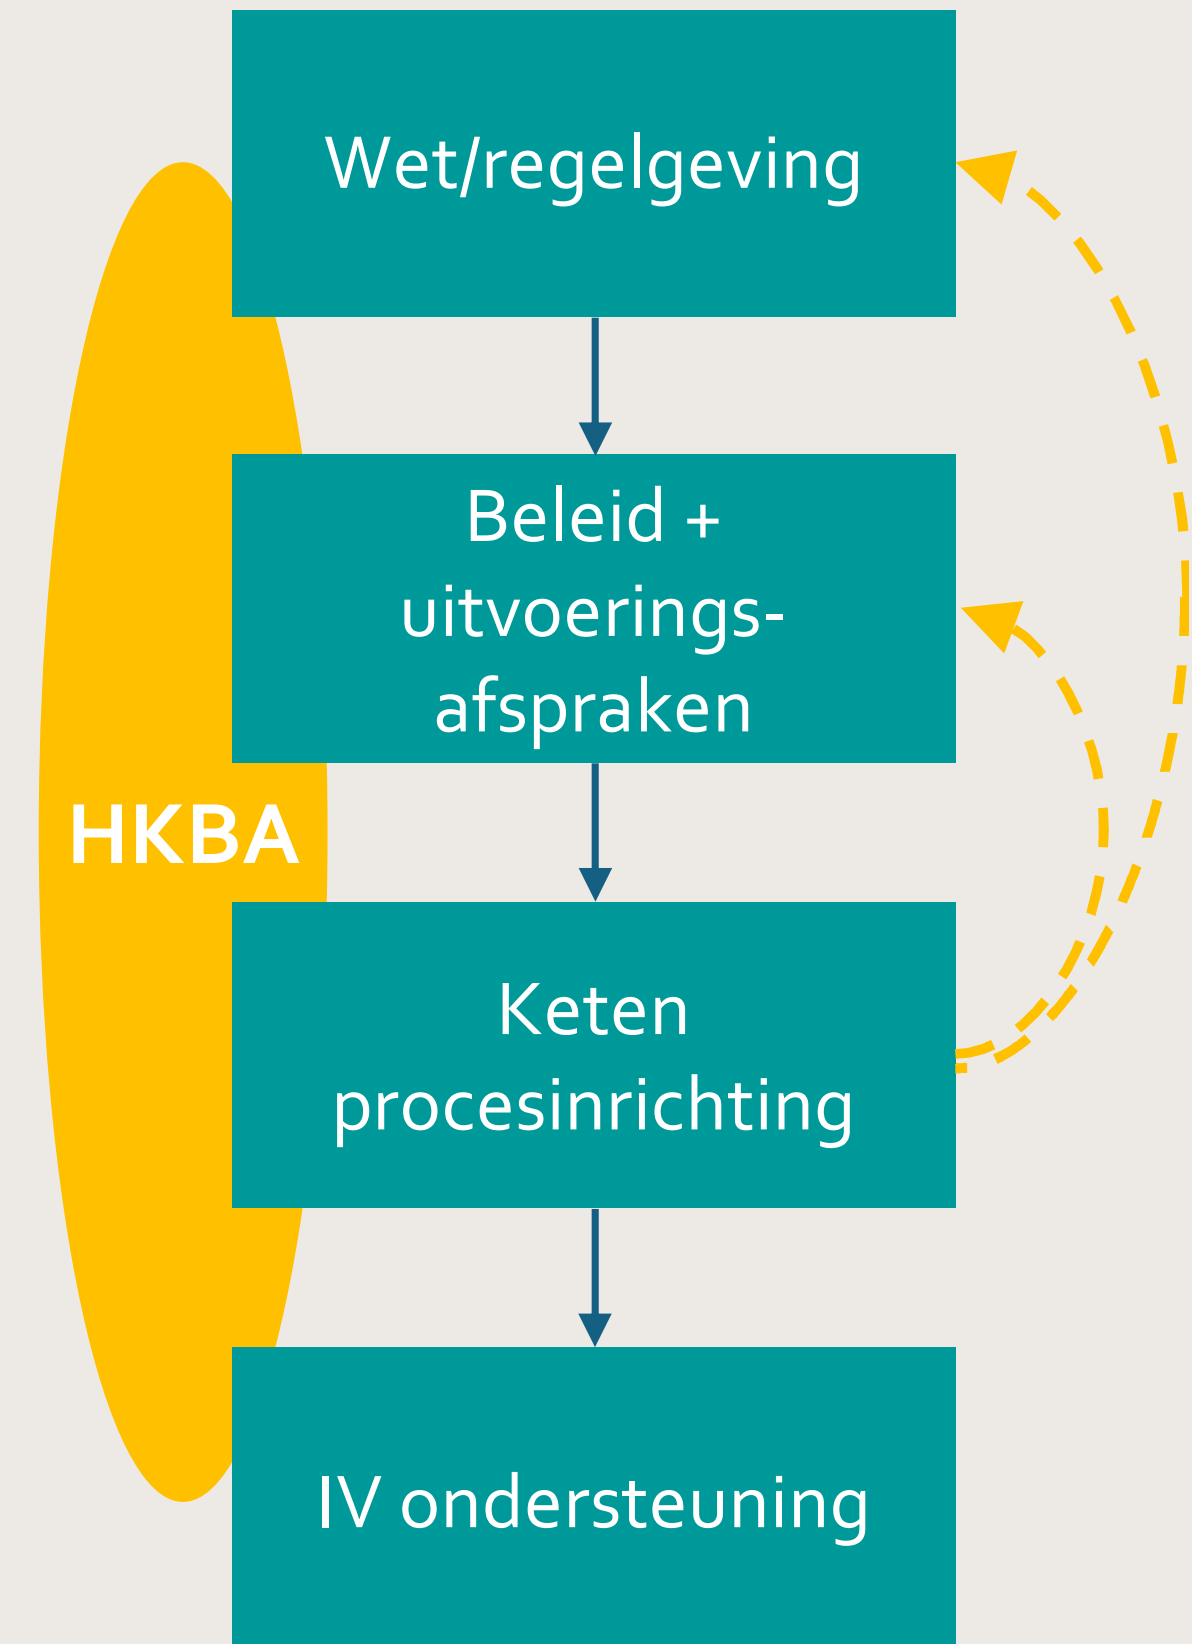 Wet/regelgeving
Beleid +
uitvoerings-
afspraken
HKBA
Keten
procesinrichting
IV ondersteuning